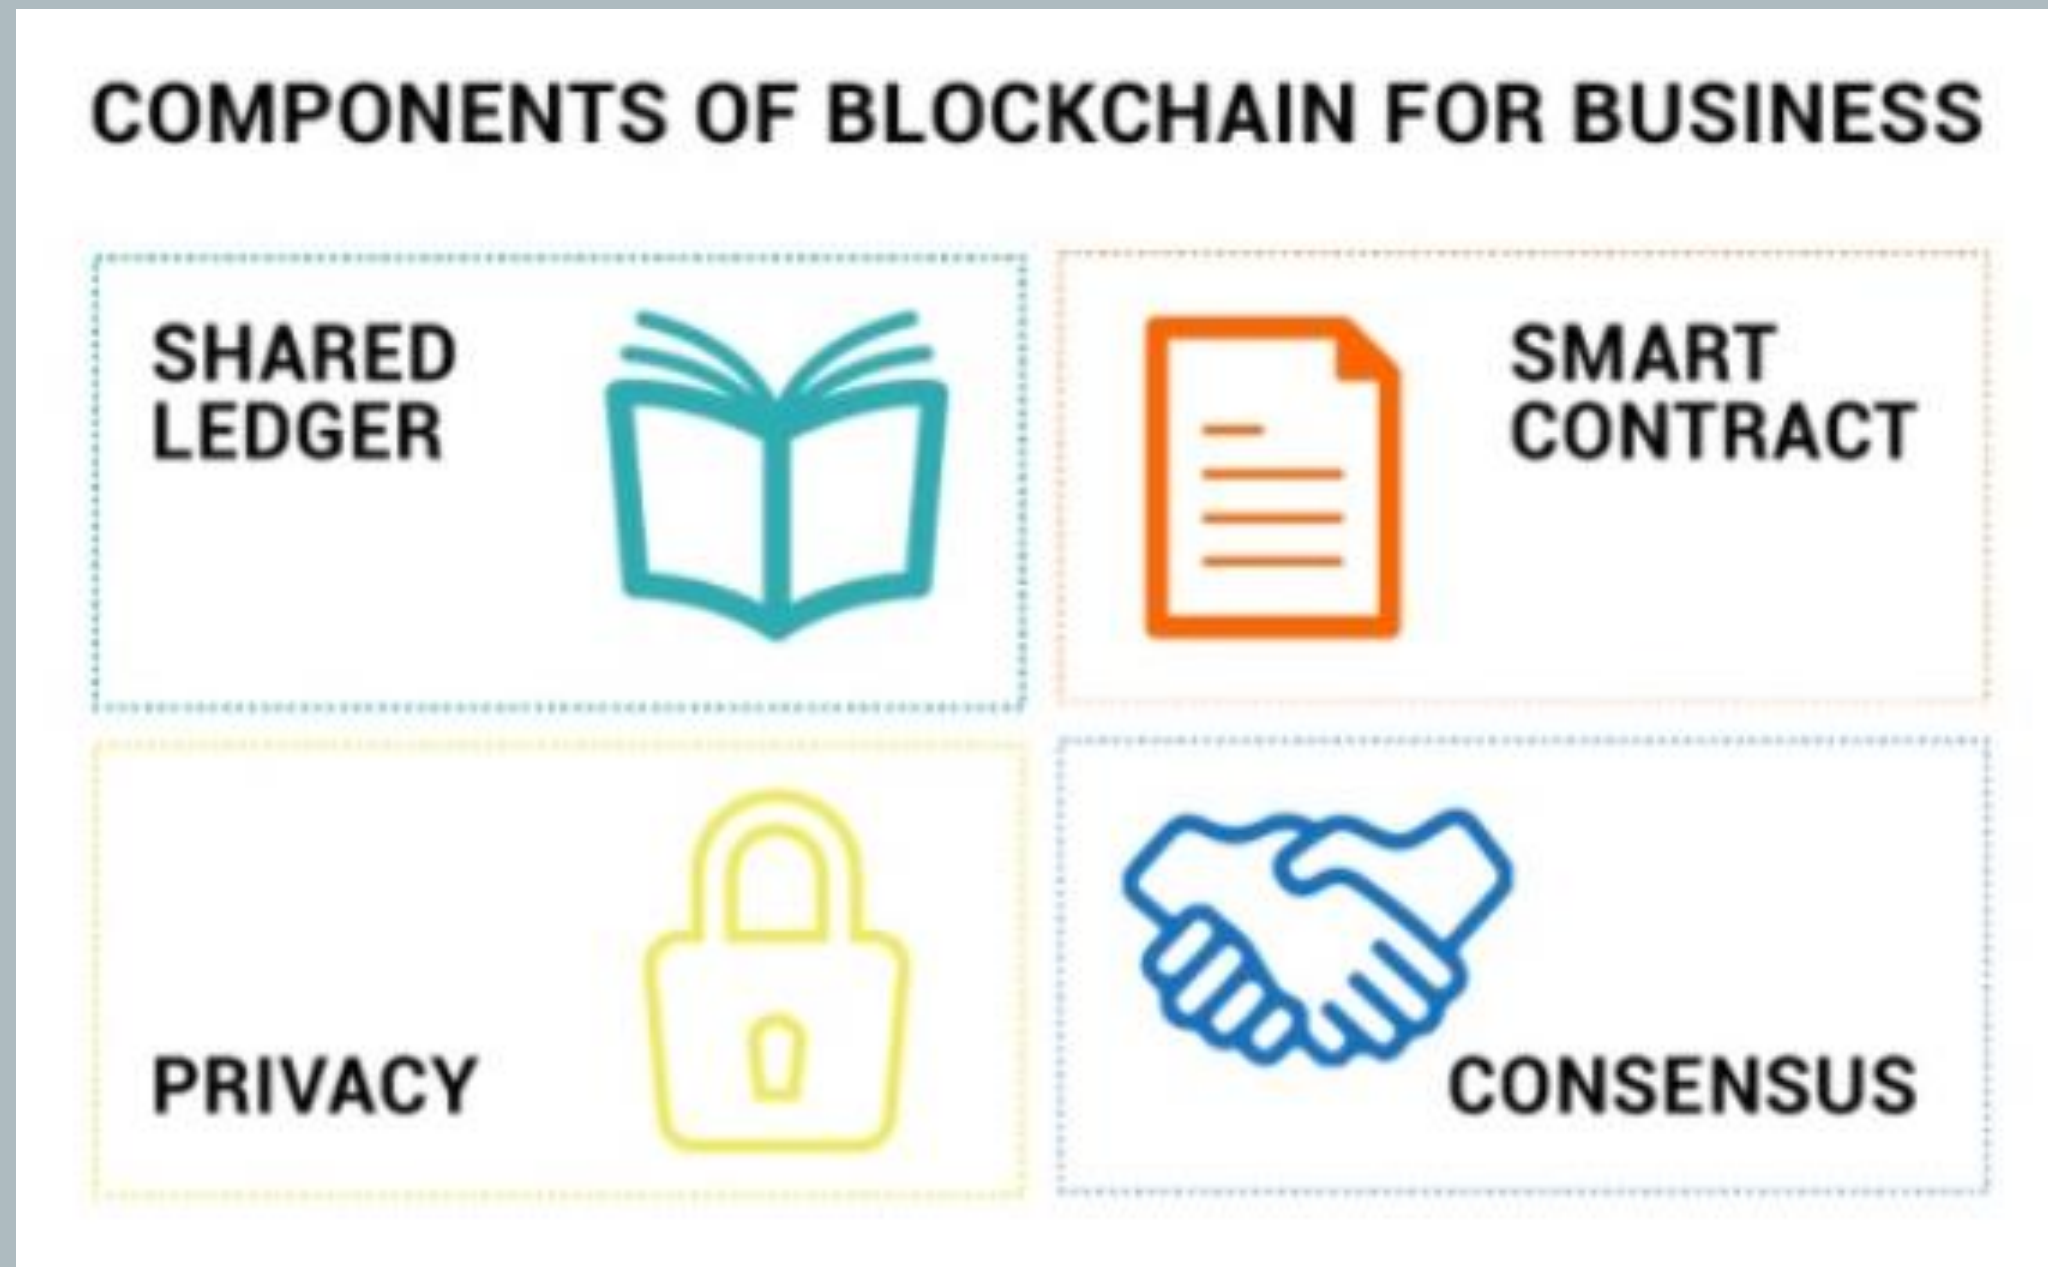 COMPONENTS OF BLOCKCHAIN FOR BUSINESS
SHARED
LEDGER
SMART
CONTRACT
PRIVACY
CONSENSUS